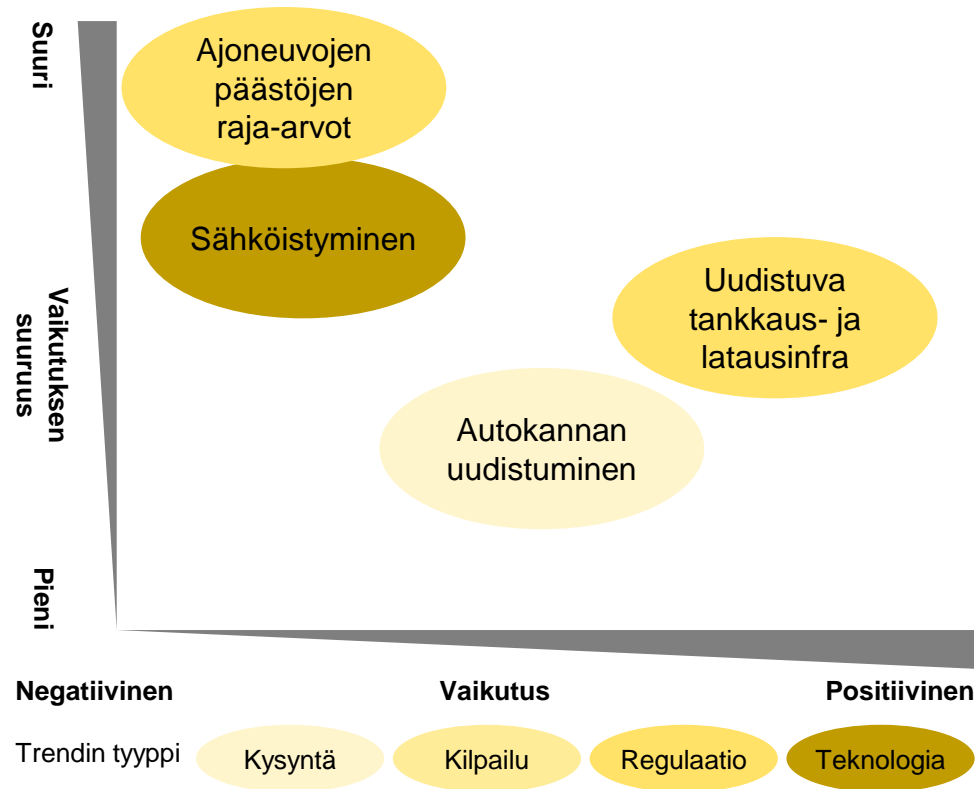 Suuri
Ajoneuvojen
päästöjen
raja-arvot
Sähköistyminen
Uudistuva
tankkaus- ja
latausinfra
Vaikutuksen
suuruus
Autokannan
uudistuminen
Pieni
Negatiivinen Vaikutus Positiivinen
Trendin tyyppi Kysyntä Kilpailu Regulaatio Teknologia